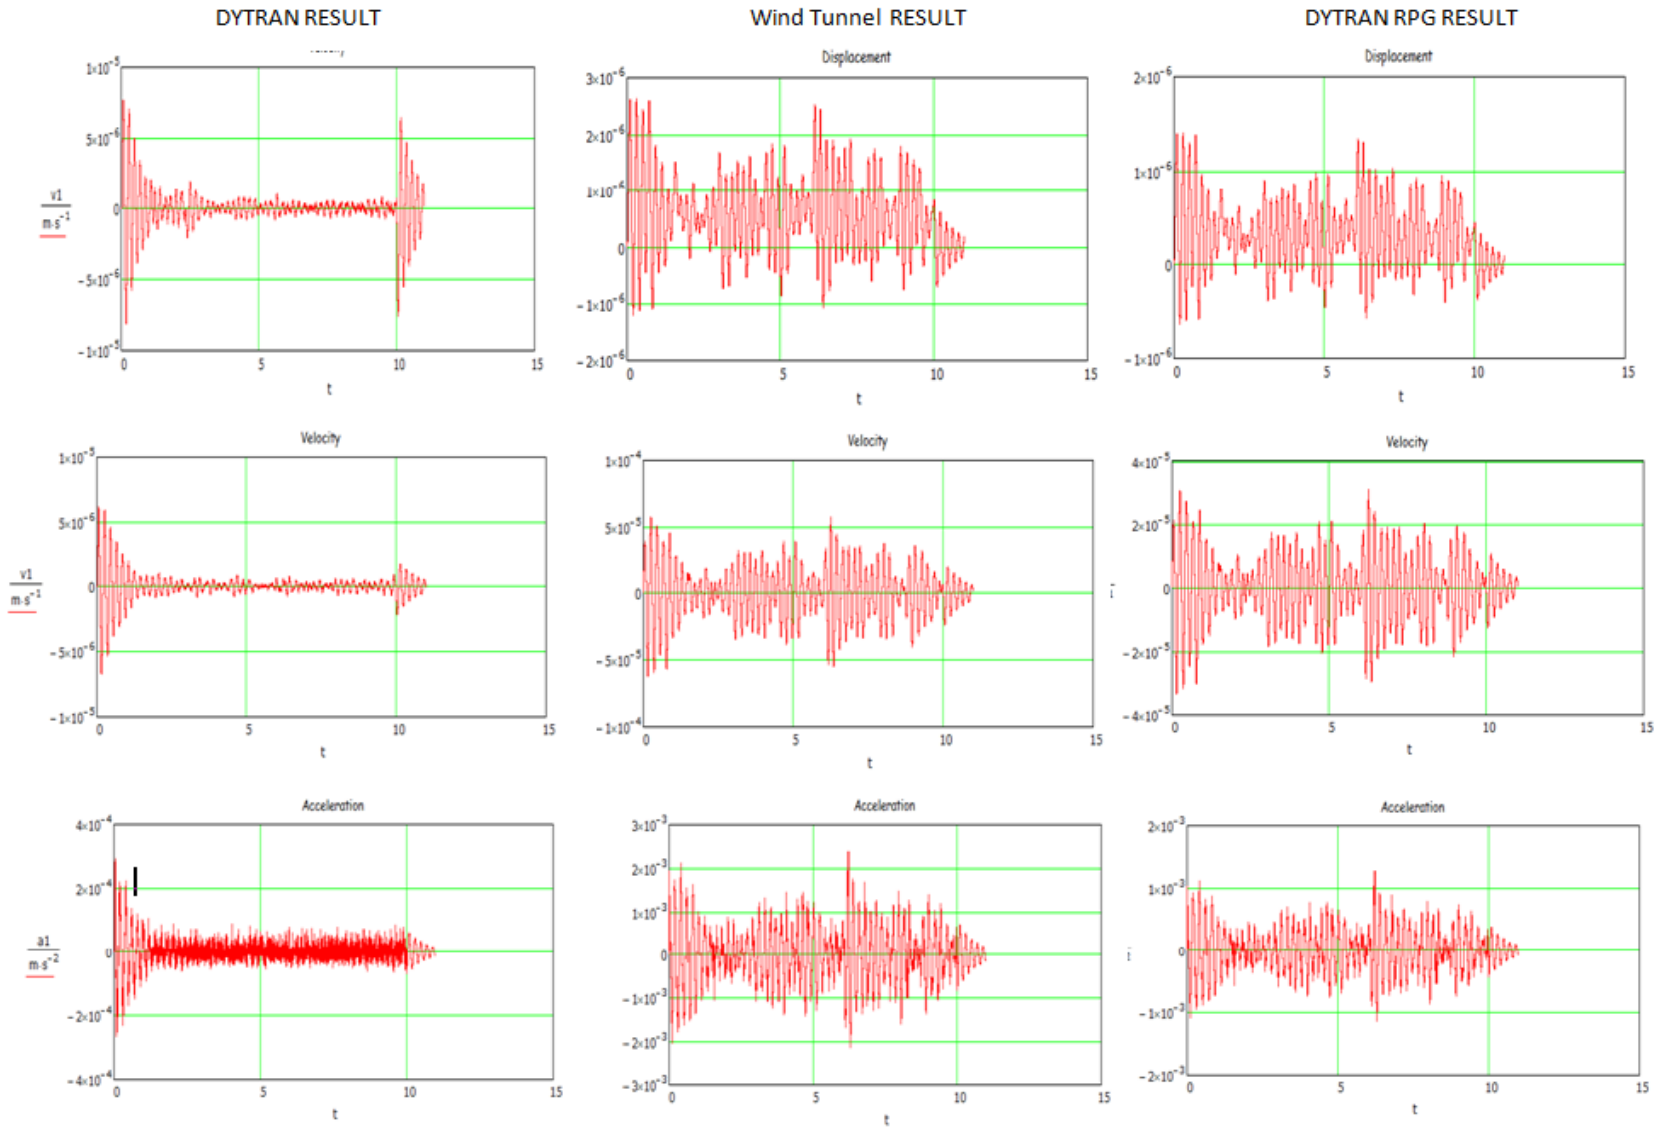 DYTRAN RESULT
Wind Tunnel RESULT
DYTRAN RPG RESULT
Displacement
Displacement
1×10⁻⁵
5×10⁻⁶
0
−5×10⁻⁶
−1×10⁻⁵
v1
m·s⁻¹
0 5 10 15
t
3×10⁻⁶
2×10⁻⁶
1×10⁻⁶
0
−1×10⁻⁶
−2×10⁻⁶
0 5 10 15
t
2×10⁻⁶
1×10⁻⁶
0
−1×10⁻⁶
0 5 10 15
t
Velocity
Velocity
Velocity
1×10⁻⁵
5×10⁻⁶
0
−5×10⁻⁶
−1×10⁻⁵
v1
m·s⁻¹
0 5 10 15
t
1×10⁻⁴
5×10⁻⁵
0
−5×10⁻⁵
−1×10⁻⁴
0 5 10 15
t
4×10⁻⁵
2×10⁻⁵
0
−2×10⁻⁵
−4×10⁻⁵
0 5 10 15
t
Acceleration
Acceleration
Acceleration
4×10⁻⁴
2×10⁻⁴
0
−2×10⁻⁴
−4×10⁻⁴
a1
m·s⁻²
0 5 10 15
t
3×10⁻³
2×10⁻³
1×10⁻³
0
−1×10⁻³
−2×10⁻³
−3×10⁻³
0 5 10 15
t
2×10⁻³
1×10⁻³
0
−1×10⁻³
−2×10⁻³
0 5 10 15
t